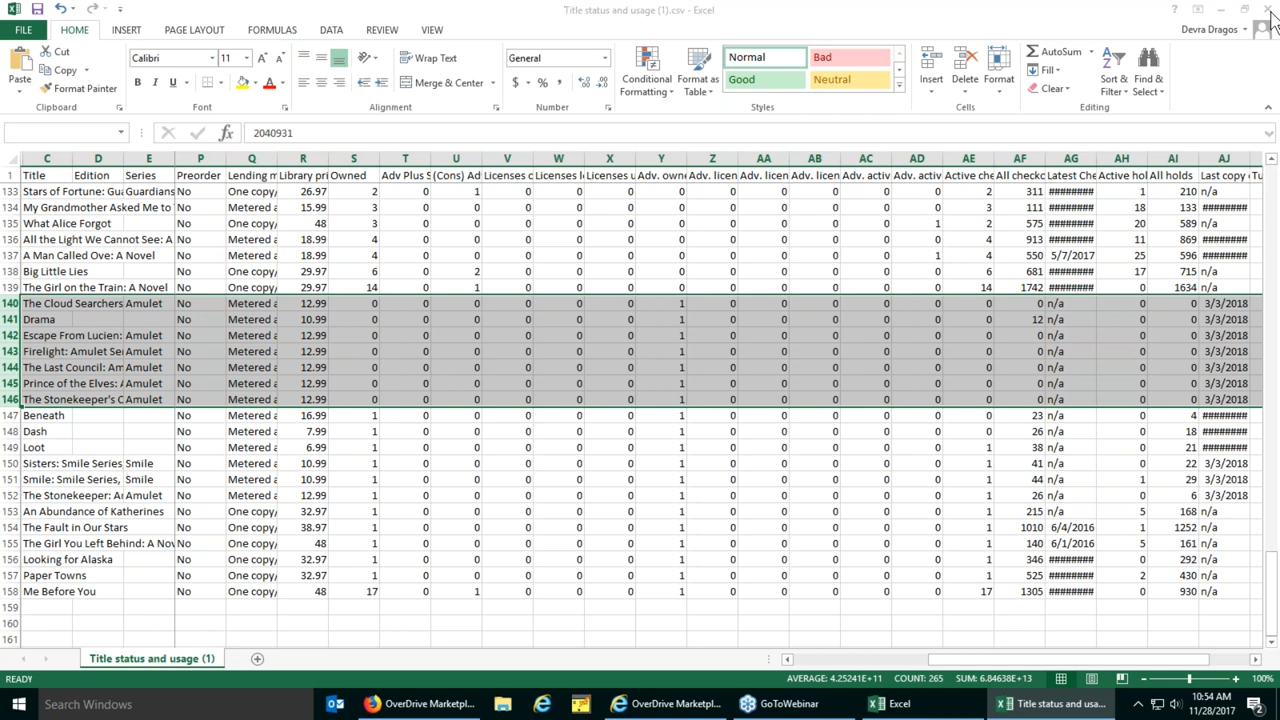 Title status and usage (1).csv - Excel
FILE HOME INSERT PAGE LAYOUT FORMULAS DATA REVIEW VIEW Devra Dragos
Paste Cut Copy Format Painter Calibri 11 Wrap Text Merge & Center General Conditional Formatting Format as Table Normal Bad Good Neutral Insert Delete Format AutoSum Fill Clear Sort & Filter Find & Select
Clipboard Font Alignment Number Styles Cells Editing
2040931
C D E P Q R S T U V W X Y Z AA AB AC AD AE AF AG AH AI AJ
1 Title Edition Series Preorder Lending m Library pri Owned Adv Plus S (Cons) Ad Licenses c Licenses l Licenses u Adv. owne Adv. licen Adv. licen Adv. licen Adv. activ Adv. activ Active che All checko Latest Che Active hol All holds Last copy Tu
133 Stars of Fortune: Gua Guardians No One copy/ 26.97 2 0 1 0 0 0 0 0 0 0 0 0 2 311 ######## 1 210 n/a
134 My Grandmother Asked Me to No Metered a 15.99 3 0 0 0 0 0 0 0 0 0 0 0 3 111 ######## 18 133 ########
135 What Alice Forgot No One copy/ 48 3 0 0 0 0 0 0 0 0 0 0 1 2 575 ######## 20 589 n/a
136 All the Light We Cannot See: A No Metered a 18.99 4 0 0 0 0 0 0 0 0 0 0 0 4 913 ######## 11 869 ########
137 A Man Called Ove: A Novel No Metered a 18.99 4 0 0 0 0 0 0 0 0 0 0 1 4 550 5/7/2017 25 596 ########
138 Big Little Lies No One copy/ 29.97 6 0 2 0 0 0 0 0 0 0 0 0 6 681 ######## 17 715 n/a
139 The Girl on the Train: A Novel No One copy/ 29.97 14 0 1 0 0 0 0 0 0 0 0 0 14 1742 ######## 0 1634 n/a
140 The Cloud Searchers Amulet No Metered a 12.99 0 0 0 0 0 0 1 0 0 0 0 0 0 0 n/a 0 0 3/3/2018
141 Drama No Metered a 10.99 0 0 0 0 0 0 1 0 0 0 0 0 0 12 n/a 0 0 3/3/2018
142 Escape From Lucien: Amulet No Metered a 12.99 0 0 0 0 0 0 1 0 0 0 0 0 0 0 n/a 0 0 3/3/2018
143 Firelight: Amulet Ser Amulet No Metered a 12.99 0 0 0 0 0 0 1 0 0 0 0 0 0 0 n/a 0 0 3/3/2018
144 The Last Council: Am Amulet No Metered a 12.99 0 0 0 0 0 0 1 0 0 0 0 0 0 0 n/a 0 0 3/3/2018
145 Prince of the Elves: A Amulet No Metered a 12.99 0 0 0 0 0 0 1 0 0 0 0 0 0 0 n/a 0 0 3/3/2018
146 The Stonekeeper's C Amulet No Metered a 12.99 0 0 0 0 0 0 1 0 0 0 0 0 0 0 n/a 0 0 3/3/2018
147 Beneath No Metered a 16.99 1 0 0 0 0 0 1 0 0 0 0 0 0 23 n/a 0 4 ########
148 Dash No Metered a 7.99 1 0 0 0 0 0 1 0 0 0 0 0 0 26 n/a 0 18 ########
149 Loot No Metered a 6.99 1 0 0 0 0 0 1 0 0 0 0 0 0 38 n/a 0 21 ########
150 Sisters: Smile Series, Smile No Metered a 10.99 1 0 0 0 0 0 1 0 0 0 0 0 0 41 n/a 0 22 3/3/2018
151 Smile: Smile Series, Smile No Metered a 10.99 1 0 0 0 0 0 1 0 0 0 0 0 0 44 n/a 1 29 3/3/2018
152 The Stonekeeper: Ar Amulet No Metered a 12.99 1 0 0 0 0 0 1 0 0 0 0 0 0 26 n/a 0 6 3/3/2018
153 An Abundance of Katherines No One copy/ 32.97 1 0 0 0 0 0 1 0 0 0 0 0 1 215 n/a 5 168 n/a
154 The Fault in Our Stars No One copy/ 38.97 1 0 0 0 0 0 1 0 0 0 0 0 1 1010 6/4/2016 1 1252 n/a
155 The Girl You Left Behind: A Nov No One copy/ 48 1 0 0 0 0 0 1 0 0 0 0 0 1 140 6/1/2016 5 161 n/a
156 Looking for Alaska No One copy/ 32.97 1 0 0 0 0 0 1 0 0 0 0 0 1 346 ######## 0 292 n/a
157 Paper Towns No One copy/ 32.97 1 0 0 0 0 0 1 0 0 0 0 0 1 525 ######## 2 430 n/a
158 Me Before You No One copy/ 48 17 0 1 0 0 0 1 0 0 0 0 0 17 1305 ######## 0 930 n/a
159
160
161
Title status and usage (1)
READY AVERAGE: 4.25241E+11 COUNT: 265 SUM: 6.84638E+13 100%
Search Windows OverDrive Marketpl... OverDrive Marketpl... GoToWebinar Excel Title status and usa... 10:54 AM
11/28/2017 2